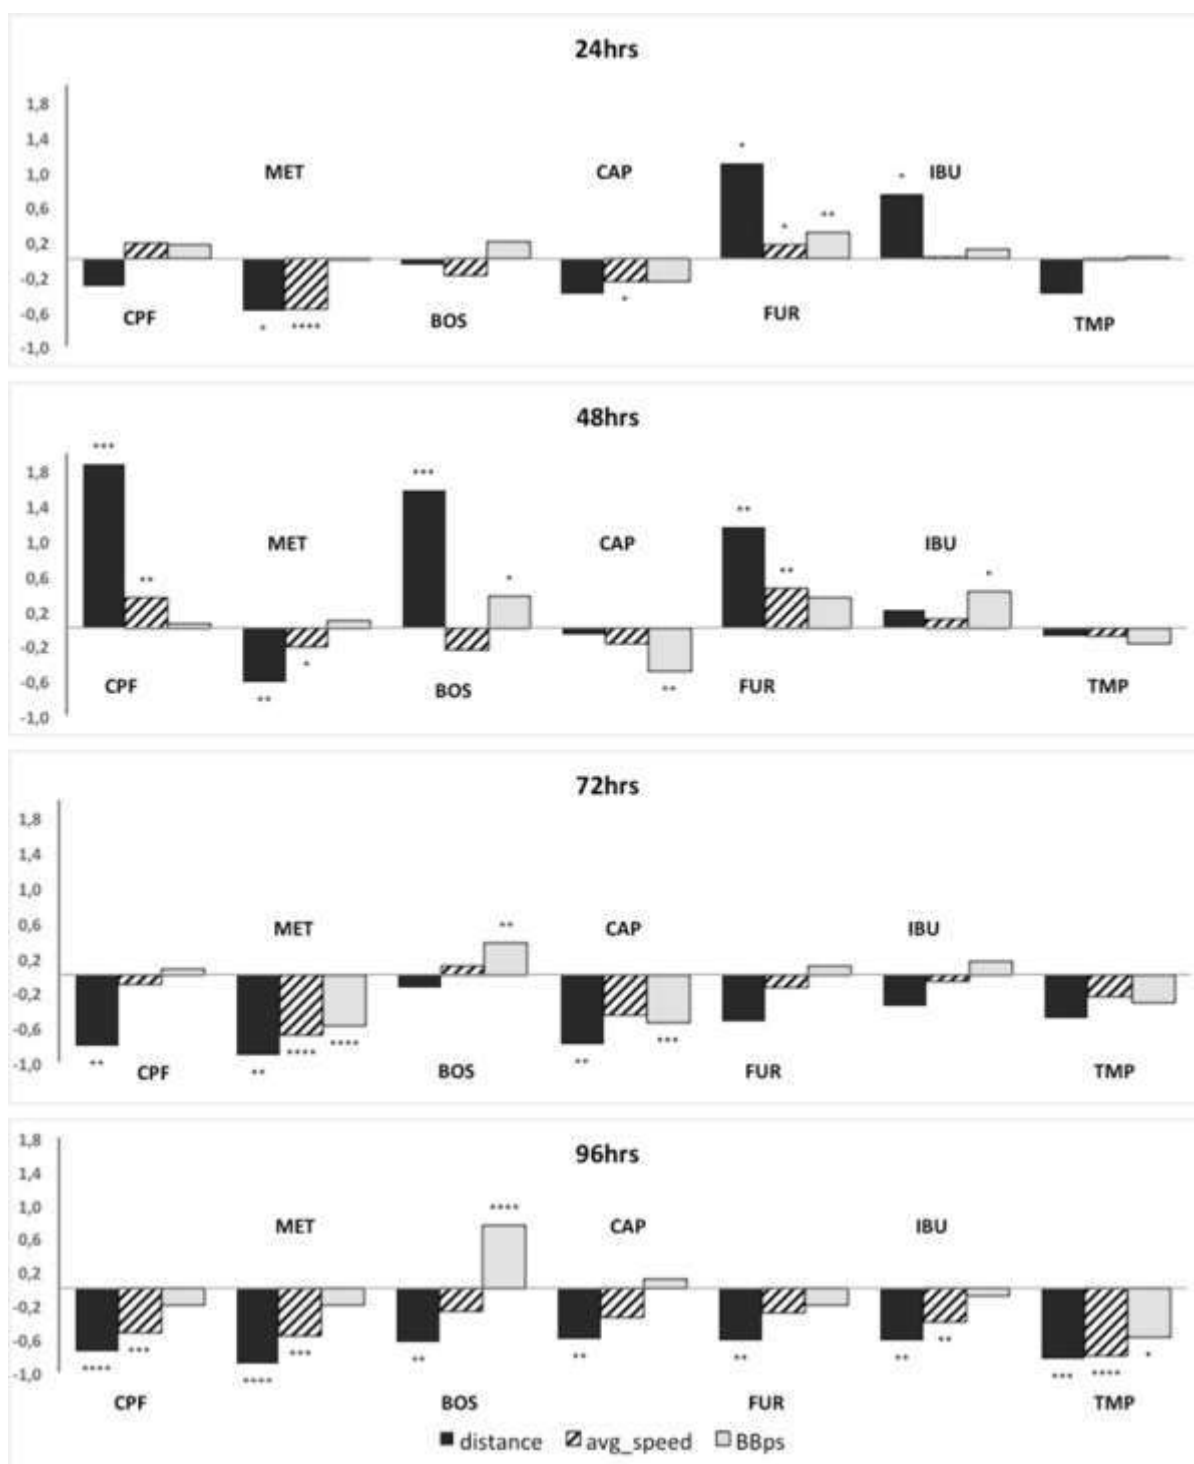 24hrs
1,8
1,4
1,0
0,6
0,2
-0,2
-0,6
-1,0
MET CAP IBU
* * * ** *
CPF BOS FUR TMP
* **** *
48hrs
1,8
1,4
1,0
0,6
0,2
-0,2
-0,6
-1,0
*** *** **
** * ** *
MET CAP IBU
CPF BOS FUR TMP
** * **
72hrs
1,8
1,4
1,0
0,6
0,2
-0,2
-0,6
-1,0
**
MET CAP IBU
** ** **** **** ** ***
CPF BOS FUR TMP
96hrs
1,8
1,4
1,0
0,6
0,2
-0,2
-0,6
-1,0
****
MET CAP IBU
**** *** **** *** ** ** ** ** ** *** **** *
CPF BOS FUR TMP
distance avg_speed BBps